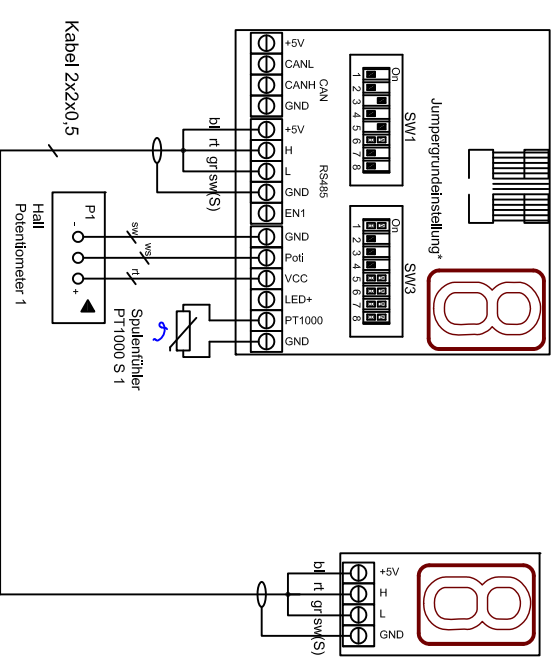 Kabel 2x2x0,5
+5V
CANL
CANH
GND
CAN
+5V
H
L
GND
EN1
RS485
GND
Poti
VCC
LED+
PT1000
GND
bl rt gr sw(S)
On
1 2 3 4 5 6 7 8
SW1
Jumpergrundeinstellung*
On
1 2 3 4 5 6 7 8
SW3
sw
ws
rt
P1
- +
Hall
Potentiometer 1
Spulenfühler
PT1000 S 1
bl rt gr sw(S)
+5V
H
L
GND